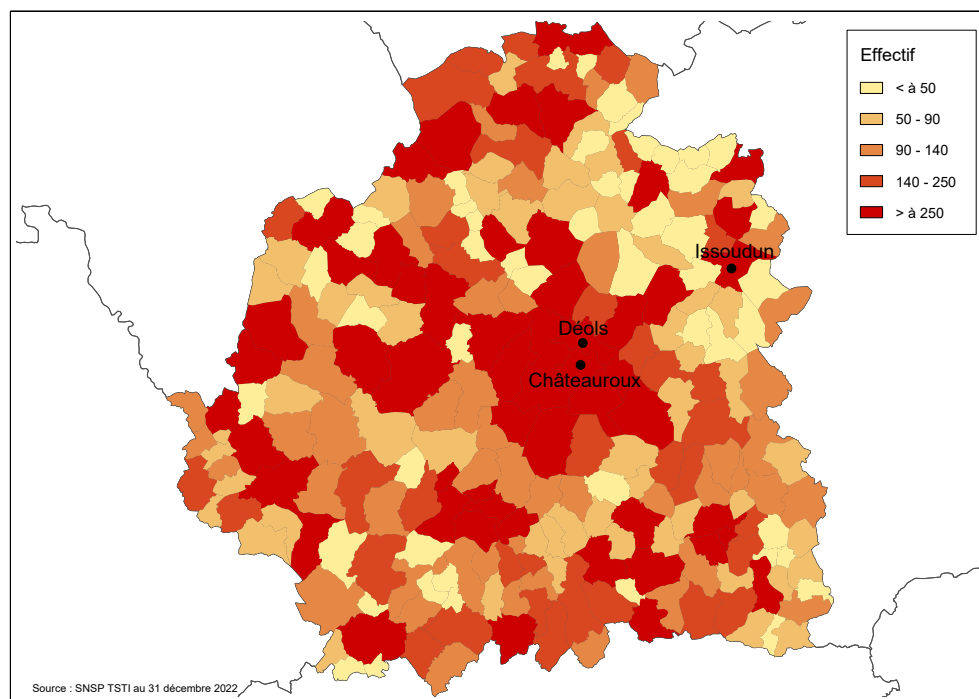 Effectif
< à 50
50 - 90
90 - 140
140 - 250
> à 250
Issoudun
Déols
Châteauroux
Source : SNSP TSTI au 31 décembre 2022